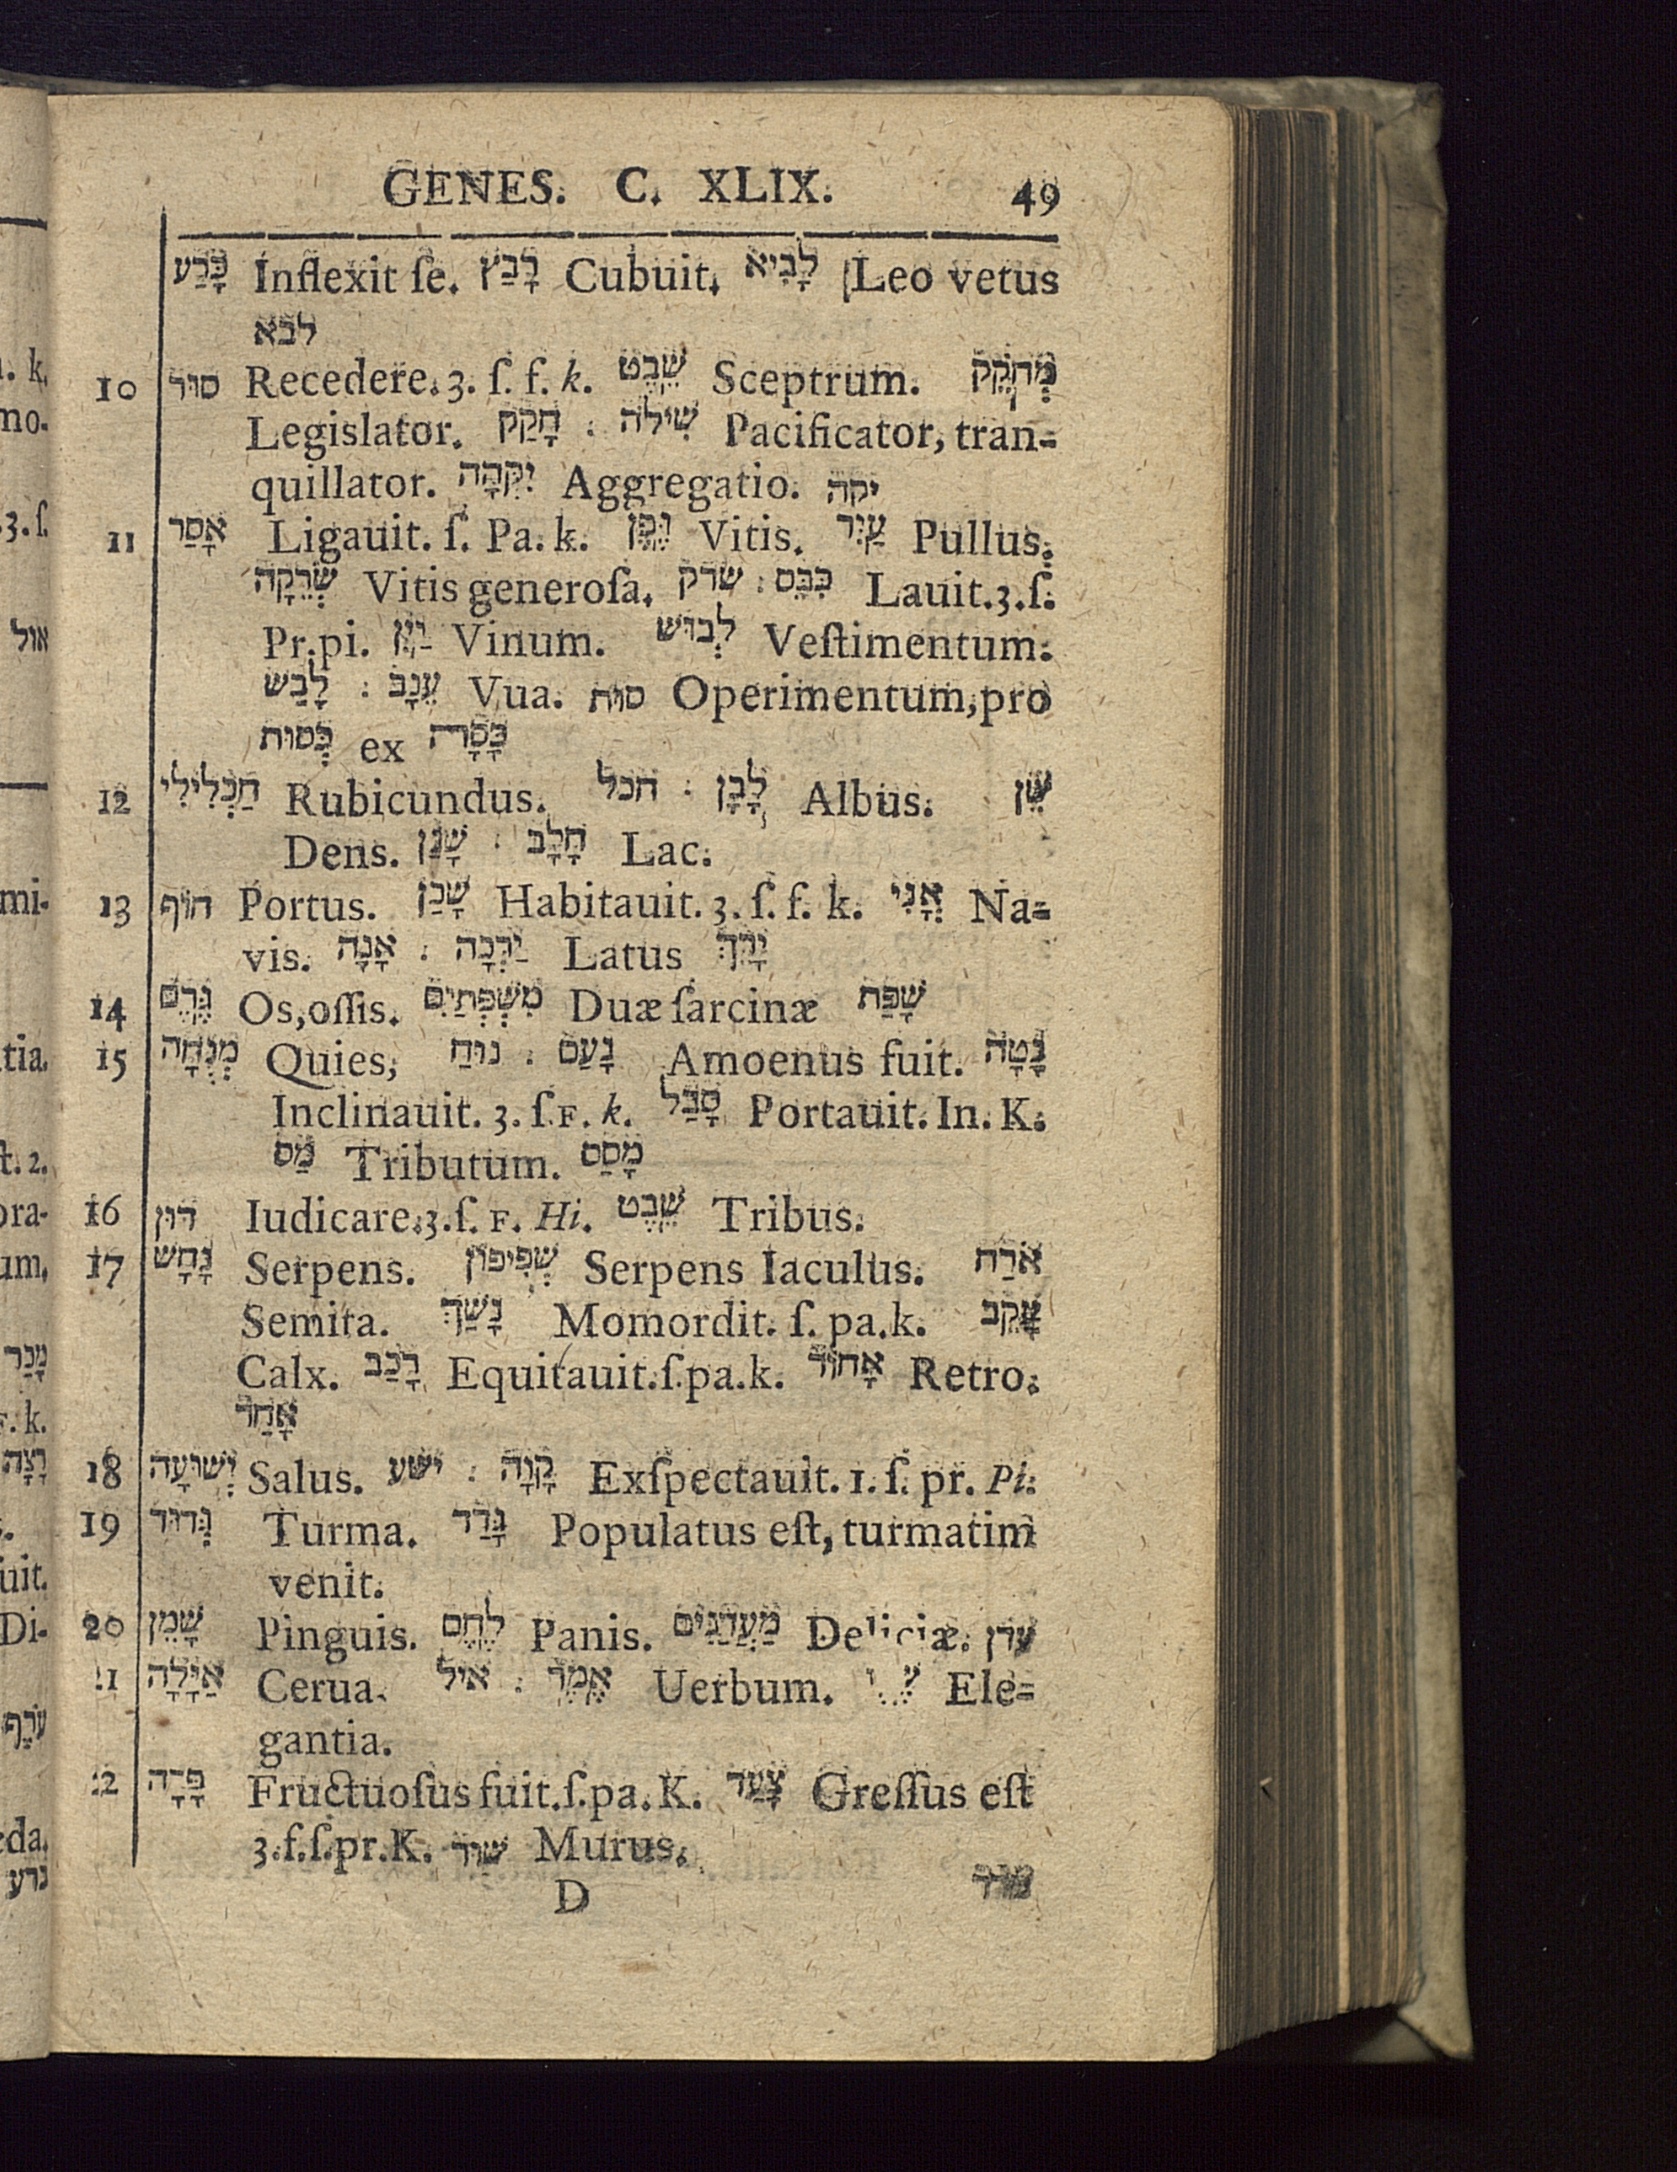 GENES. C. XLIX. 49
כָּרַע Inflexit ſe. רָבַץ Cubuit. לָבִיא Leo vetus
לבא
10 סור Recedere. 3. ſ. f. k. שֵׁבֶט Sceptrum. מְחֹקֵק
Legislator. חָקַק : שִׁילֹה Pacificator, tran-
quillator. יִקְּהָה Aggregatio. יקה
11 אָסַר Ligauit. ſ. Pa. k. גֶּפֶן Vitis. עַיִר Pullus.
שְׂרֵקָה Vitis generoſa. שרק : כִּבֵּס Lauit. 3. ſ.
Pr. pi. יַיִן Vinum. לְבוּשׁ Veſtimentum.
לָבַשׁ : עֵנָב Vua. סות Operimentum, pro
כְּסוּת ex כָּסָה
12 חַכְלִילִי Rubicundus. חכל : לָבָן Albus. שֵׁן
Dens. שָׁנַן : חָלָב Lac.
13 חוֹף Portus. שָׁכַן Habitauit. 3. ſ. f. k. אֳנִי Na-
vis. אָנָה : יַרְכָה Latus יָרֵךְ
14 גֶּרֶם Os, oſſis. מִשְׁפְּתַיִם Duæ ſarcinæ שָׁפַת
15 מְנֻחָה Quies, נוּחַ : נָעַם Amoenus fuit. נָטָה
Inclinauit. 3. ſ. F. k. סָבַל Portauit. In. K.
מַס Tributum. מָסַס
16 דּוּן Iudicare. 3. ſ. F. Hi. שֵׁבֶט Tribus.
17 נָחָשׁ Serpens. שְׁפִיפוֹן Serpens Iaculus. אֹרַח
Semita. נָשַׁךְ Momordit. ſ. pa. k. עָקֵב
Calx. רָכַב Equitauit. ſ. pa. k. אָחוֹר Retro.
אָחַר
18 יְשׁוּעָה Salus. ישע : קָוָה Exſpectauit. 1. ſ. pr. Pi.
19 גְּדוּד Turma. גָּדַד Populatus eſt, turmatim
venit.
20 שָׁמֵן Pinguis. לֶחֶם Panis. מַעֲדַנִּים Deliciæ. עדן
21 אַיָּלָה Cerua. איל : אֹמֶר Uerbum. Ele-
gantia.
22 פָּרָה Fructuoſus fuit. ſ. pa. K. צָעַד Greſſus eſt
3. f. ſ. pr. K. שׁוּר Murus.
D